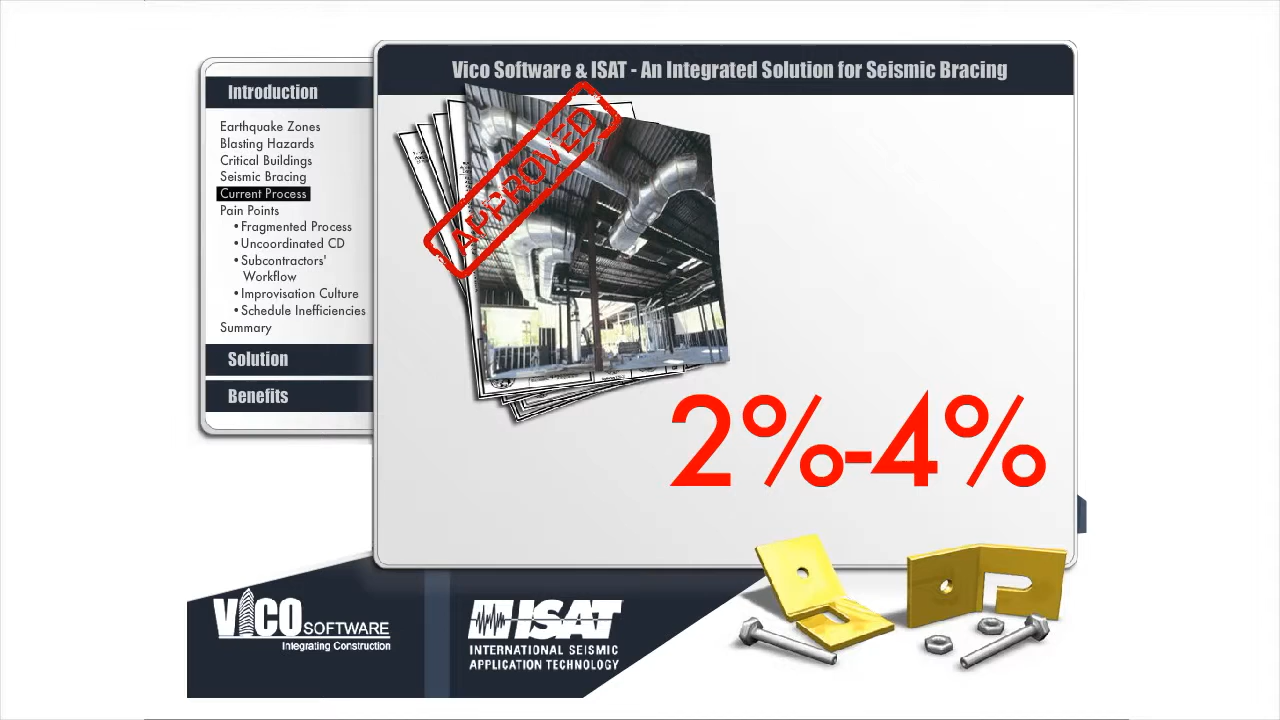 Vico Software & ISAT - An Integrated Solution for Seismic Bracing
Introduction
Earthquake Zones
Blasting Hazards
Critical Buildings
Seismic Bracing
Current Process
Pain Points
•Fragmented Process
•Uncoordinated CD
•Subcontractors'
Workflow
•Improvisation Culture
•Schedule Inefficiencies
Summary
Solution
Benefits
APPROVED
2%-4%
VICO SOFTWARE
Integrating Construction
ISAT
INTERNATIONAL SEISMIC
APPLICATION TECHNOLOGY